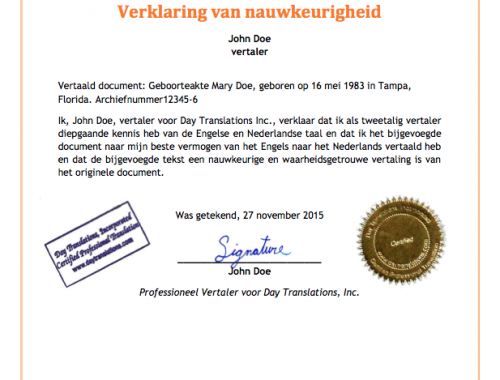 Verklaring van nauwkeurigheid
John Doe
vertaler
Vertaald document: Geboorteakte Mary Doe, geboren op 16 mei 1983 in Tampa,
Florida. Archiefnummer12345-6
Ik, John Doe, vertaler voor Day Translations Inc., verklaar dat ik als tweetalig vertaler
diepgaande kennis heb van de Engelse en Nederlandse taal en dat ik het bijgevoegde
document naar mijn beste vermogen van het Engels naar het Nederlands vertaald heb
en dat de bijgevoegde tekst een nauwkeurige en waarheidsgetrouwe vertaling is van
het originele document.
Was getekend, 27 november 2015
Day Translations, Incorporated
Certified Professional Translation
www.daytranslations.com
Signature
Certified
John Doe
Professioneel Vertaler voor Day Translations, Inc.